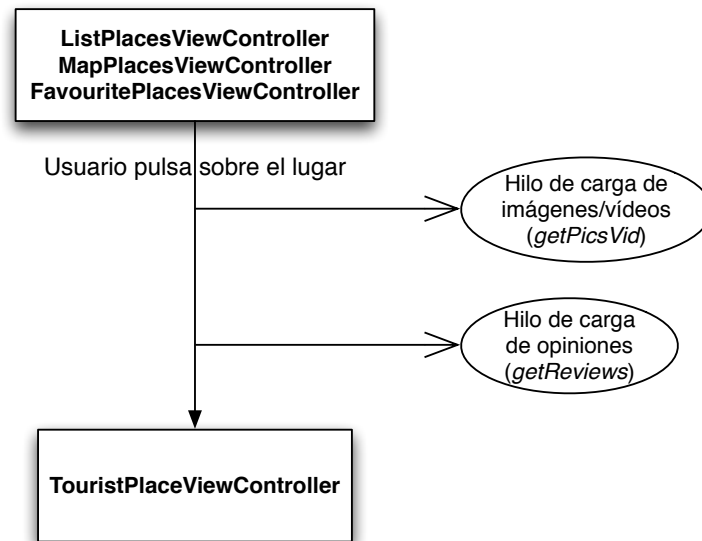 ListPlacesViewController
MapPlacesViewController
FavouritePlacesViewController
Usuario pulsa sobre el lugar
Hilo de carga de
imágenes/vídeos
(getPicsVid)
Hilo de carga
de opiniones
(getReviews)
TouristPlaceViewController